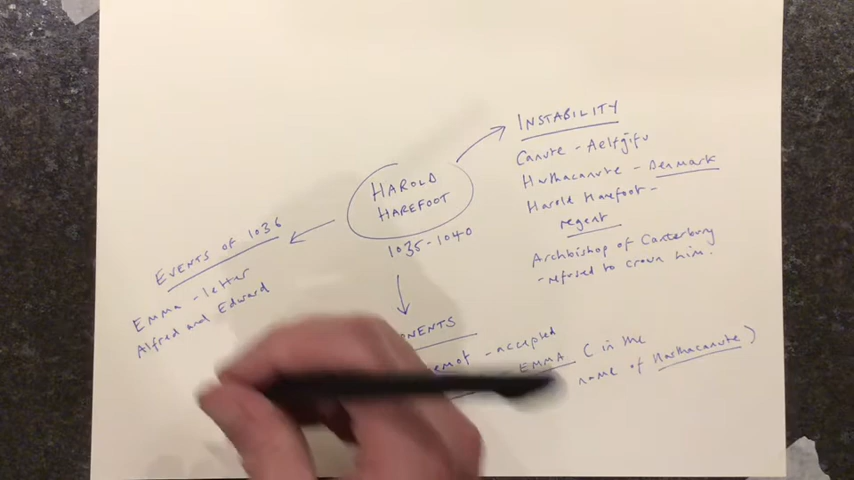 HAROLD
HAREFOOT
1035-1040
INSTABILITY
Canute - Aelfgifu
Harthacanute - Denmark
Harold Harefoot -
regent
Archbishop of Canterbury
- refused to crown him.
EVENTS OF 1036
Emma - letter
Alfred and Edward
- accepted
EMMA (in the
name of Harthacanute)